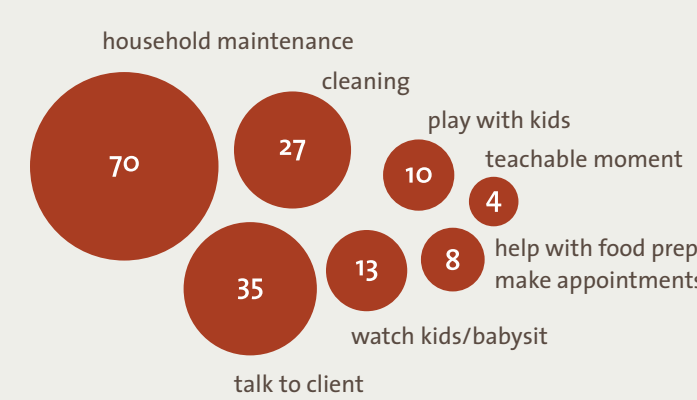 household maintenance
cleaning
play with kids
teachable moment
70
27
10
4
help with food prep
make appointments
35
13
8
watch kids/babysit
talk to client